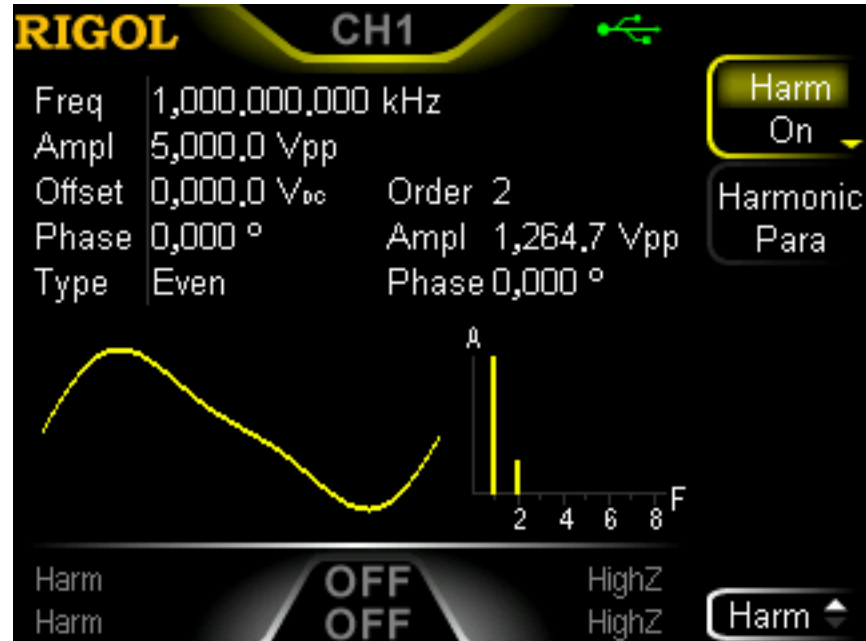 RIGOL CH1
Freq 1,000.000,000 kHz
Ampl 5,000.0 Vpp
Offset 0,000.0 VDC Order 2
Phase 0,000 ° Ampl 1,264.7 Vpp
Type Even Phase 0,000 °
Harm
On
Harmonic
Para
A
F
2 4 6 8
Harm OFF HighZ
Harm OFF HighZ
Harm